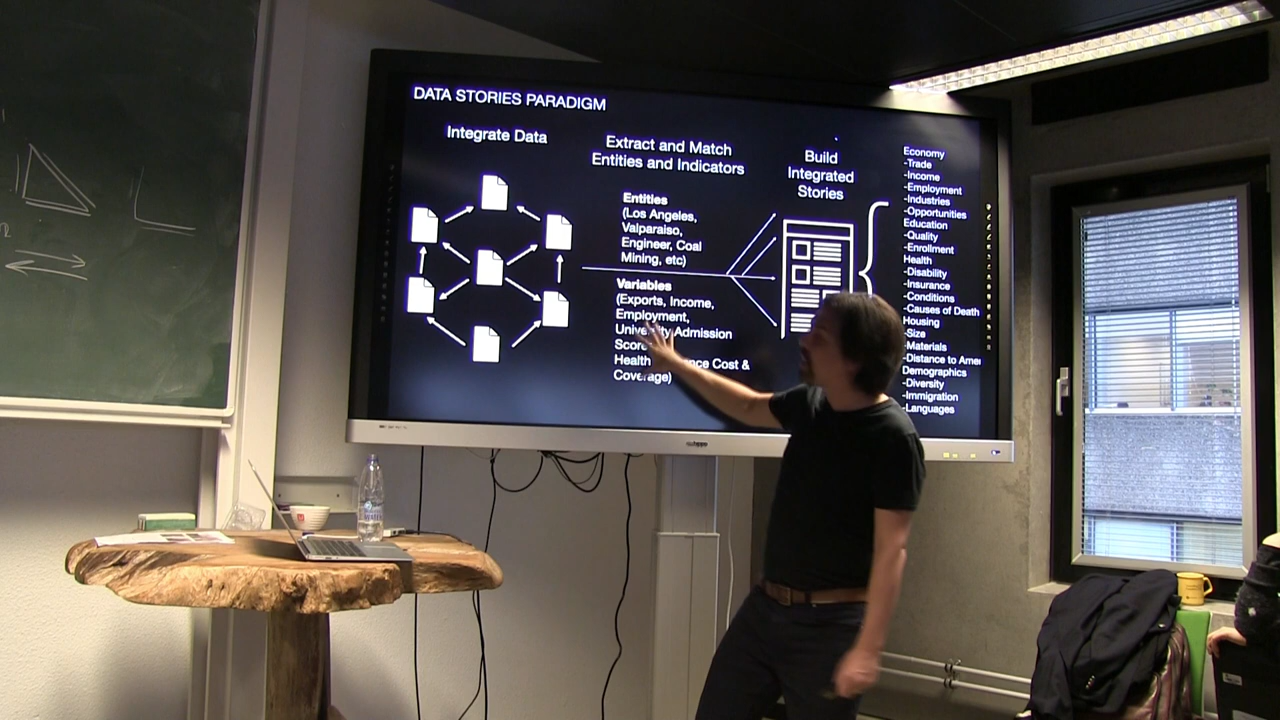 DATA STORIES PARADIGM
Integrate Data
Extract and Match
Entities and Indicators
Entities
(Los Angeles,
Valparaiso,
Engineer, Coal
Mining, etc)
Variables
(Exports, Income,
Employment,
Admission
Health Cost &
Coverage)
Build
Integrated
Stories
Economy
-Trade
-Income
-Employment
-Industries
-Opportunities
Education
-Quality
-Enrollment
Health
-Disability
-Insurance
-Conditions
-Causes of Death
Housing
-Size
-Materials
-Distance to Amen
Demographics
-Diversity
-Immigration
-Languages